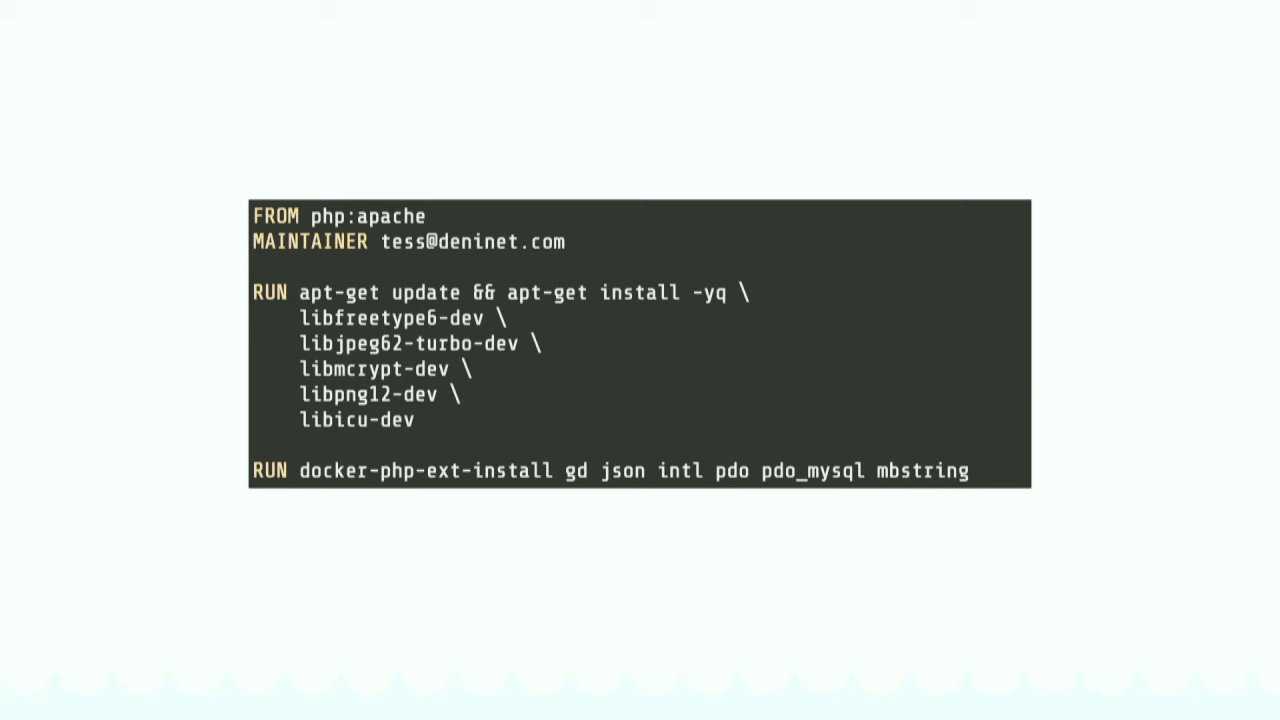 FROM php:apache
MAINTAINER tess@deninet.com
RUN apt-get update && apt-get install -yq \
libfreetype6-dev \
libjpeg62-turbo-dev \
libmcrypt-dev \
libpng12-dev \
libicu-dev
RUN docker-php-ext-install gd json intl pdo pdo_mysql mbstring